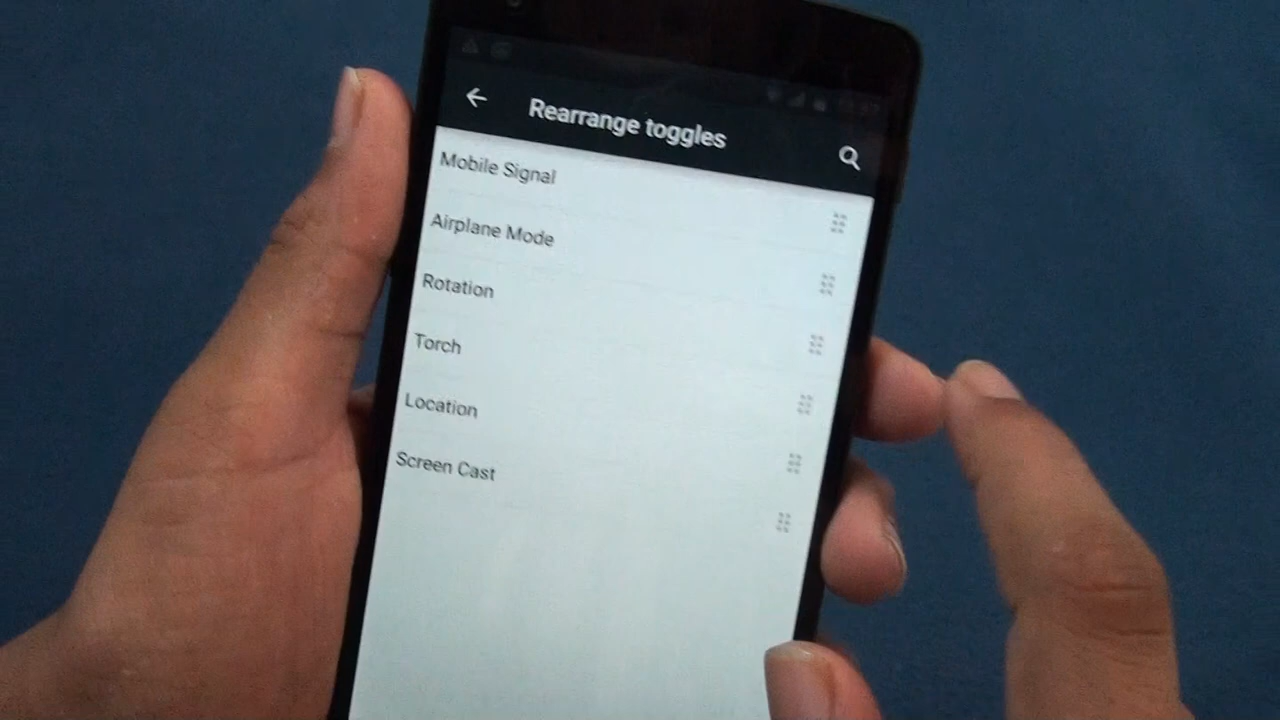 Rearrange toggles
Mobile Signal
Airplane Mode
Rotation
Torch
Location
Screen Cast